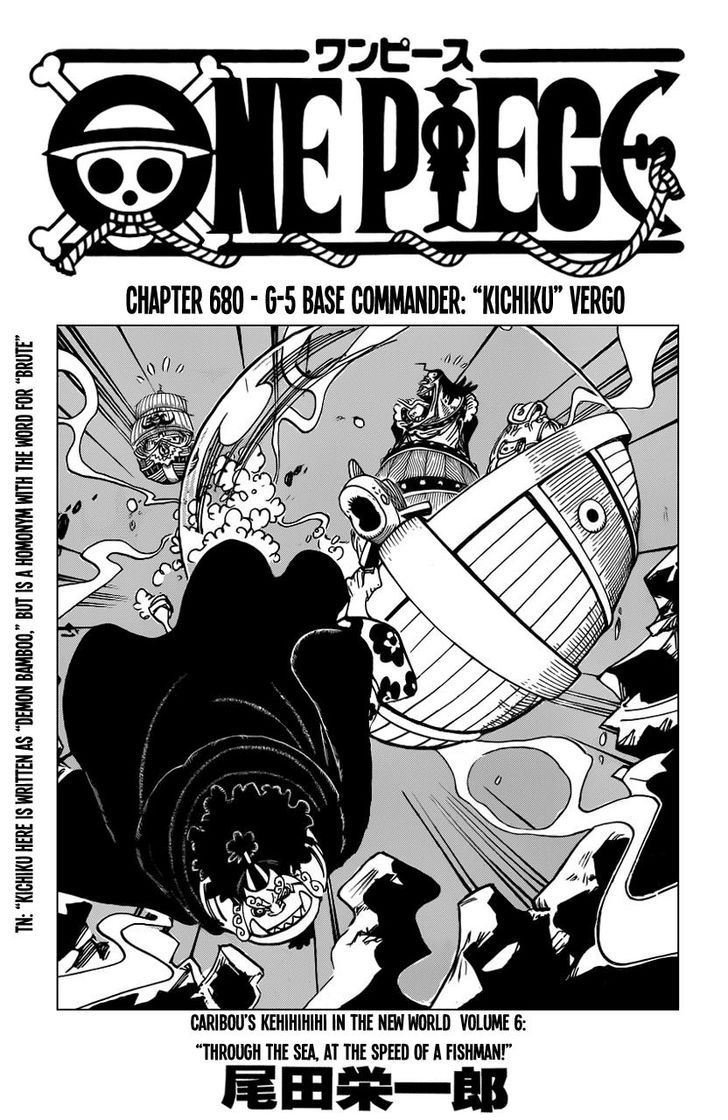 ワンピース
ONE PIECE
CHAPTER 680 - G-5 BASE COMMANDER: "KICHIKU" VERGO
TN: "KICHIKU HERE IS WRITTEN AS "DEMON BAMBOO," BUT IS A HOMONYM WITH THE WORD FOR "BRUTE"
CARIBOU'S KEHIHIHIHI IN THE NEW WORLD VOLUME 6:
"THROUGH THE SEA, AT THE SPEED OF A FISHMAN!"
尾田栄一郎